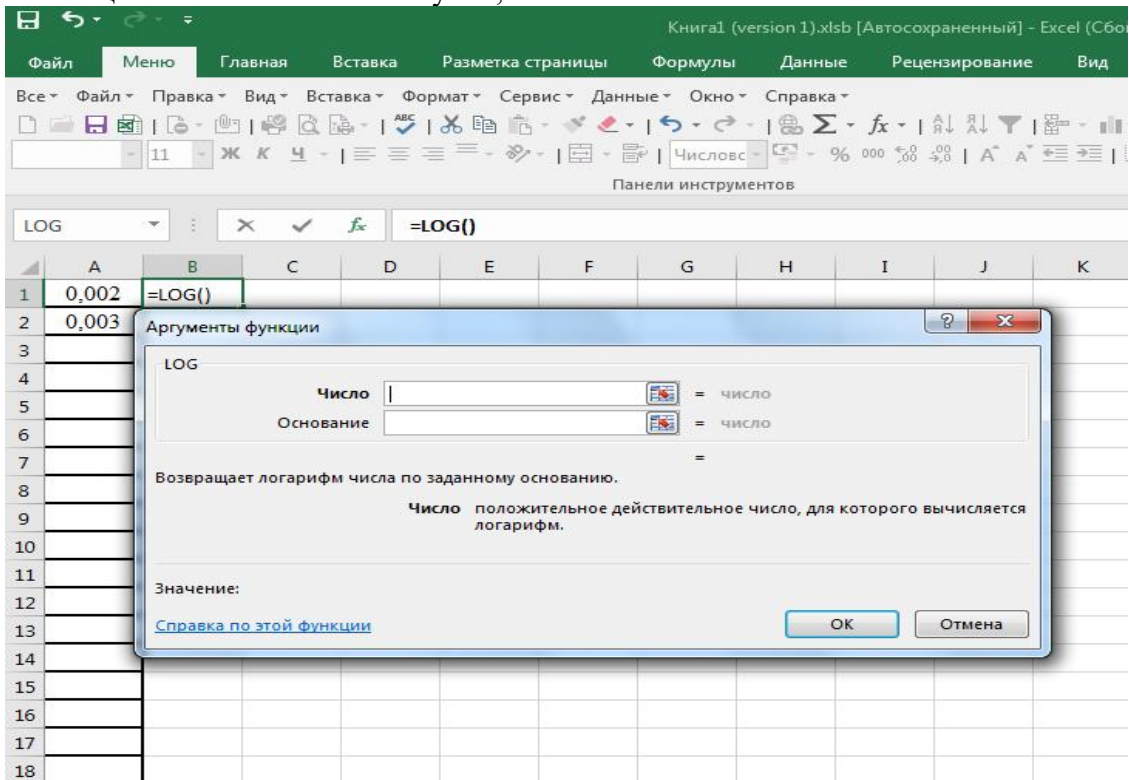 Книга1 (version 1).xlsb [Автосохраненный] - Excel (Сбой
Файл Меню Главная Вставка Разметка страницы Формулы Данные Рецензирование Вид
Все Файл Правка Вид Вставка Формат Сервис Данные Окно Справка
ABC Σ fx
11 Ж К Ч Числовс % 000 A A
Панели инструментов
LOG fx =LOG()
A B C D E F G H I J K
1 0,002 =LOG()
2 0,003
Аргументы функции ?
3
LOG
4
Число = число
5
Основание = число
6
7
=
8
Возвращает логарифм числа по заданному основанию.
9
Число положительное действительное число, для которого вычисляется
логарифм.
10
11
12
Значение:
13
Справка по этой функции OK Отмена
14
15
16
17
18